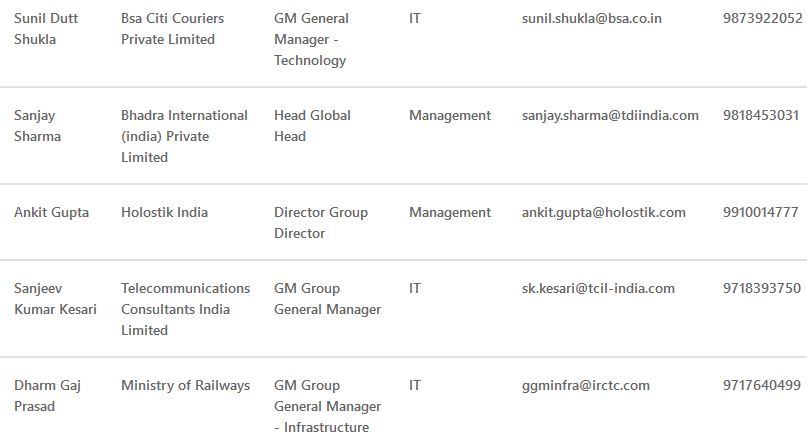 Sunil Dutt Bsa Citi Couriers GM General IT sunil.shukla@bsa.co.in 9873922052
Shukla Private Limited Manager -
Technology
Sanjay Bhadra International Head Global Management sanjay.sharma@tdiindia.com 9818453031
Sharma (india) Private Head
Limited
Ankit Gupta Holostik India Director Group Management ankit.gupta@holostik.com 9910014777
Director
Sanjeev Telecommunications GM Group IT sk.kesari@tcil-india.com 9718393750
Kumar Kesari Consultants India General Manager
Limited
Dharm Gaj Ministry of Railways GM Group IT ggminfra@irctc.com 9717640499
Prasad General Manager
- Infrastructure